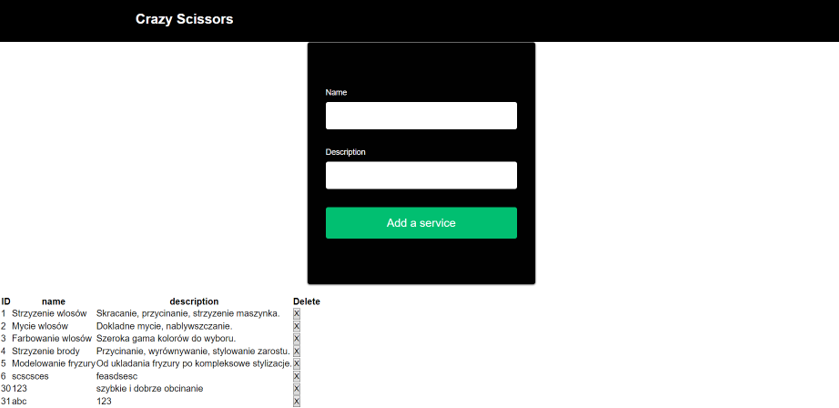 Crazy Scissors
Name
Description
Add a service
ID name description Delete
1 Strzyzenie wlosów Skracanie, przycinanie, strzyzenie maszynka. X
2 Mycie wlosów Dokladne mycie, nablywszczanie. X
3 Farbowanie wlosów Szeroka gama kolorów do wyboru. X
4 Strzyzenie brody Przycinanie, wyrównywanie, stylowanie zarostu. X
5 Modelowanie fryzury Od ukladania fryzury po kompleksowe stylizacje. X
6 scscsces feasdsesc X
30 123 szybkie i dobrze obcinanie X
31 abc 123 X